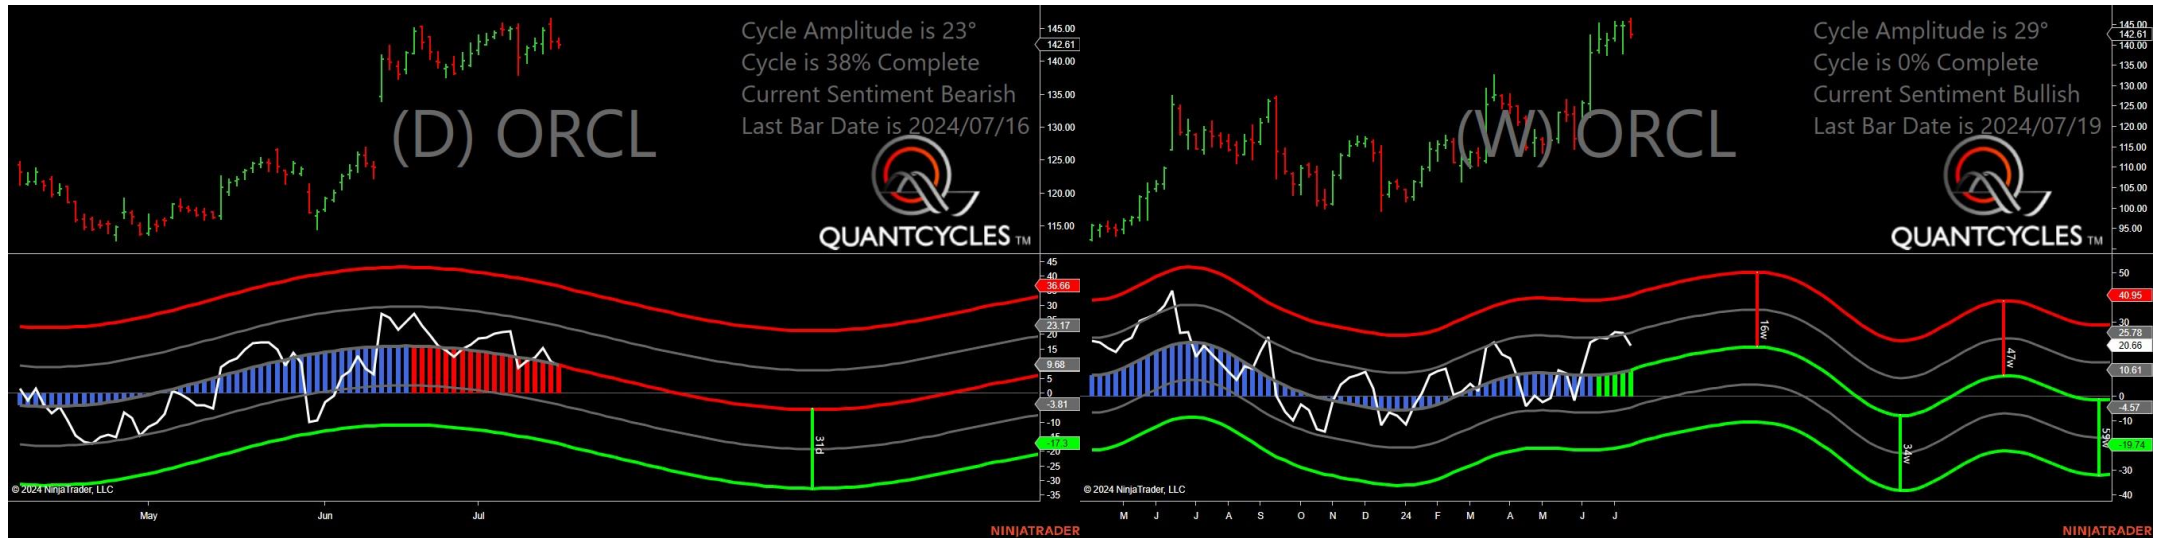 Cycle Amplitude is 23°
Cycle is 38% Complete
Current Sentiment Bearish
Last Bar Date is 2024/07/16
(D) ORCL
QUANTCYCLES TM
145.00
142.61
140.00
135.00
130.00
125.00
120.00
115.00
45
40
36.66
30
23.17
20
15
9.68
5
0
-3.81
-10
-15
-17.3
-20
-25
-30
-35
31d
© 2024 NinjaTrader, LLC
May Jun Jul
NINJATRADER
Cycle Amplitude is 29°
Cycle is 0% Complete
Current Sentiment Bullish
Last Bar Date is 2024/07/19
(W) ORCL
QUANTCYCLES TM
145.00
142.61
140.00
135.00
130.00
125.00
120.00
115.00
110.00
105.00
100.00
95.00
50
40.95
30
25.78
20.66
10.61
0
-4.57
-10
-19.74
-30
-40
16w
47w
34w
59w
© 2024 NinjaTrader, LLC
M J J A S O N D 24 F M A M J J
NINJATRADER